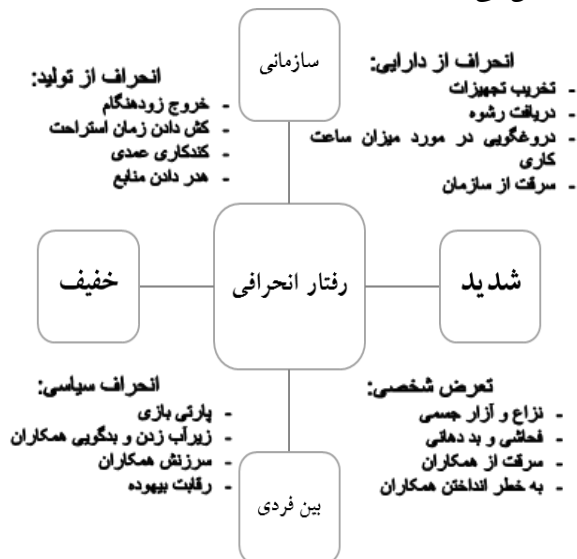 سازمانی
انحراف از دارایی:
- تخریب تجهیزات
- دریافت رشوه
- دروغگویی در مورد میزان ساعت
کاری
- سرقت از سازمان
انحراف از تولید:
- خروج زودهنگام
- کش دادن زمان استراحت
- کندکاری عمدی
- هدر دادن منابع
شدید
رفتار انحرافی
خفیف
تعرض شخصی:
- نزاع و آزار جسمی
- فحاشی و بد دهانی
- سرقت از همکاران
- به خطر انداختن همکاران
انحراف سیاسی:
- پارتی بازی
- زیرآب زدن و بدگویی همکاران
- سرزنش همکاران
- رقابت بیهوده
بین فردی